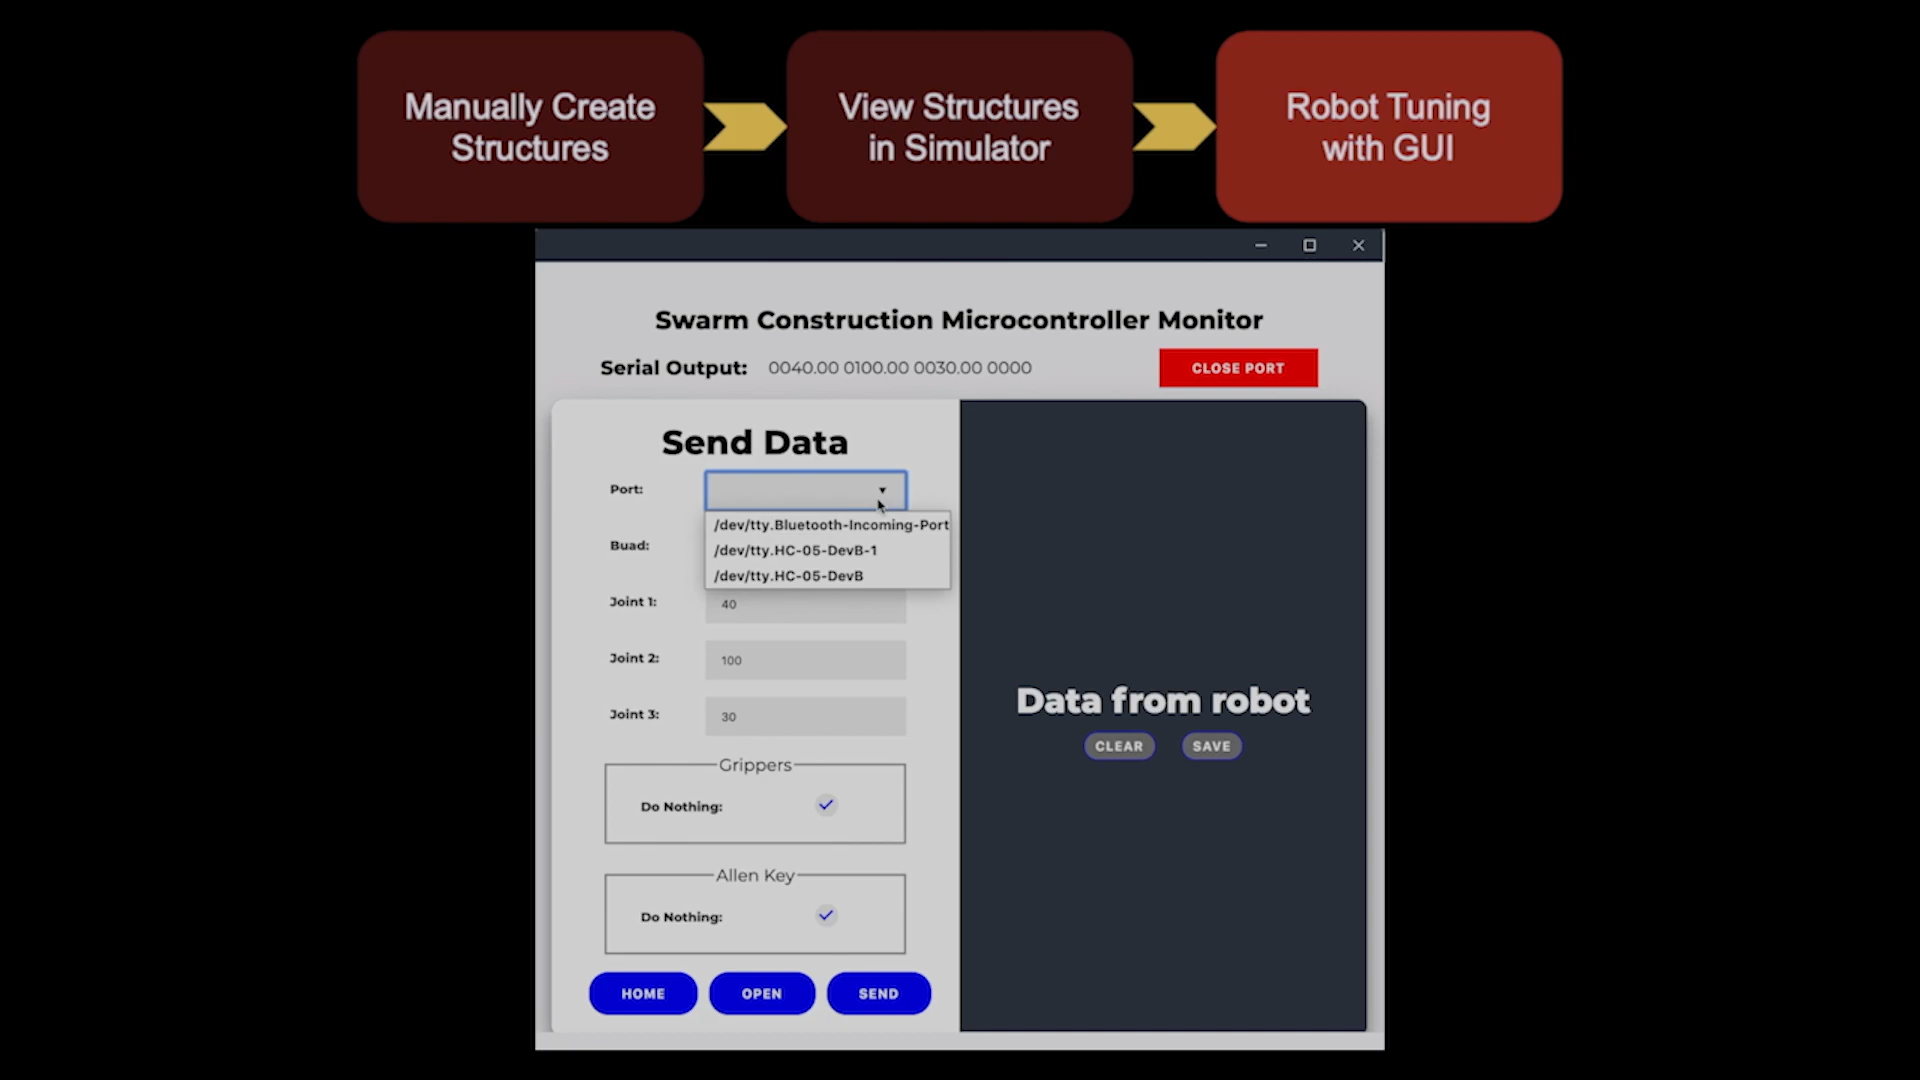 Manually Create
Structures
View Structures
in Simulator
Robot Tuning
with GUI
Swarm Construction Microcontroller Monitor
Serial Output: 0040.00 0100.00 0030.00 0000
CLOSE PORT
Send Data
Port:
/dev/tty.Bluetooth-Incoming-Port
/dev/tty.HC-05-DevB-1
/dev/tty.HC-05-DevB
Buad:
Joint 1: 40
Joint 2: 100
Joint 3: 30
Grippers
Do Nothing:
Allen Key
Do Nothing:
HOME OPEN SEND
Data from robot
CLEAR SAVE